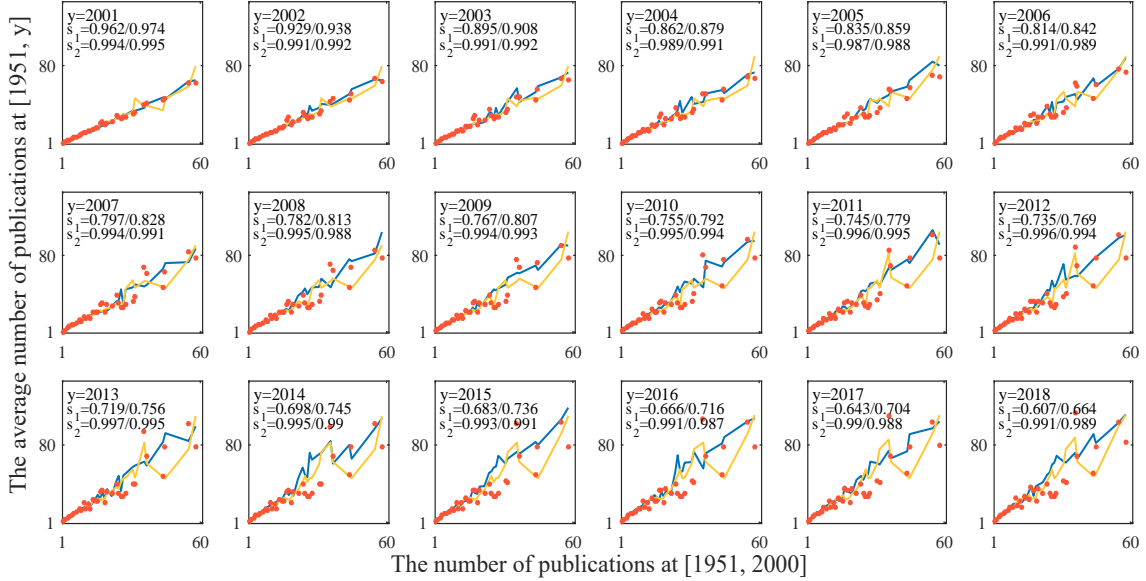 The average number of publications at [1951, y]
y=2001
s1=0.962/0.974
s2=0.994/0.995
80
1
1
60
y=2002
s1=0.929/0.938
s2=0.991/0.992
80
1
1
60
y=2003
s1=0.895/0.908
s2=0.991/0.992
80
1
1
60
y=2004
s1=0.862/0.879
s2=0.989/0.991
80
1
1
60
y=2005
s1=0.835/0.859
s2=0.987/0.988
80
1
1
60
y=2006
s1=0.814/0.842
s2=0.991/0.989
80
1
1
60
y=2007
s1=0.797/0.828
s2=0.994/0.991
80
1
1
60
y=2008
s1=0.782/0.813
s2=0.995/0.988
80
1
1
60
y=2009
s1=0.767/0.807
s2=0.994/0.993
80
1
1
60
y=2010
s1=0.755/0.792
s2=0.995/0.994
80
1
1
60
y=2011
s1=0.745/0.779
s2=0.996/0.995
80
1
1
60
y=2012
s1=0.735/0.769
s2=0.996/0.994
80
1
1
60
y=2013
s1=0.719/0.756
s2=0.997/0.995
80
1
1
60
y=2014
s1=0.698/0.745
s2=0.995/0.99
80
1
1
60
y=2015
s1=0.683/0.736
s2=0.993/0.991
80
1
1
60
y=2016
s1=0.666/0.716
s2=0.991/0.987
80
1
1
60
y=2017
s1=0.643/0.704
s2=0.99/0.988
80
1
1
60
y=2018
s1=0.607/0.664
s2=0.991/0.989
80
1
1
60
The number of publications at [1951, 2000]